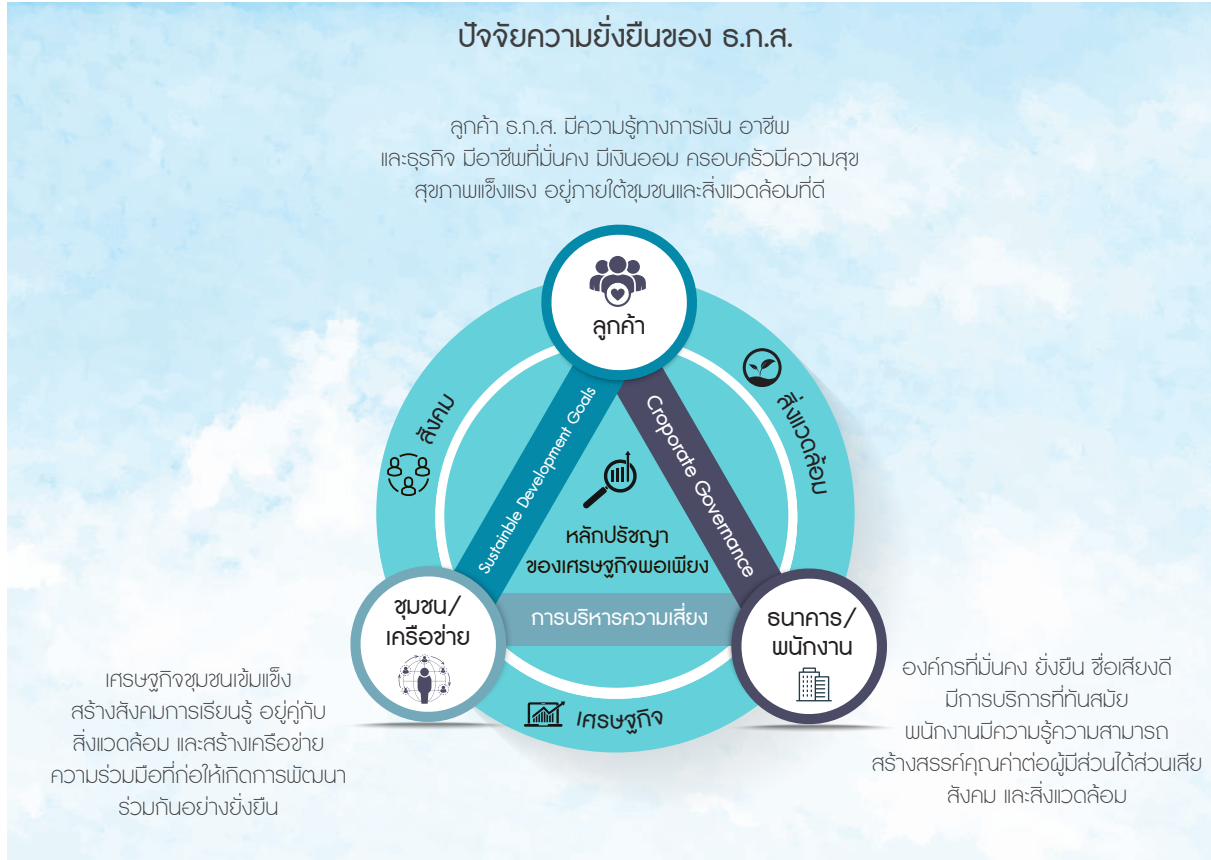 ปัจจัยความยั่งยืนของ ธ.ก.ส.
ลูกค้า ธ.ก.ส. มีความรู้ทางการเงิน อาชีพ
และธุรกิจ มีอาชีพที่มั่นคง มีเงินออม ครอบครัวมีความสุข
สุขภาพแข็งแรง อยู่ภายใต้ชุมชนและสิ่งแวดล้อมที่ดี
ลูกค้า
สังคม
สิ่งแวดล้อม
Sustainble Development Goals
Croporate Governance
หลักปรัชญา
ของเศรษฐกิจพอเพียง
การบริหารความเสี่ยง
ชุมชน/
เครือข่าย
ธนาคาร/
พนักงาน
เศรษฐกิจ
เศรษฐกิจชุมชนเข้มแข็ง
สร้างสังคมการเรียนรู้ อยู่คู่กับ
สิ่งแวดล้อม และสร้างเครือข่าย
ความร่วมมือที่ก่อให้เกิดการพัฒนา
ร่วมกันอย่างยั่งยืน
องค์กรที่มั่นคง ยั่งยืน ชื่อเสียงดี
มีการบริการที่ทันสมัย
พนักงานมีความรู้ความสามารถ
สร้างสรรค์คุณค่าต่อผู้มีส่วนได้ส่วนเสีย
สังคม และสิ่งแวดล้อม